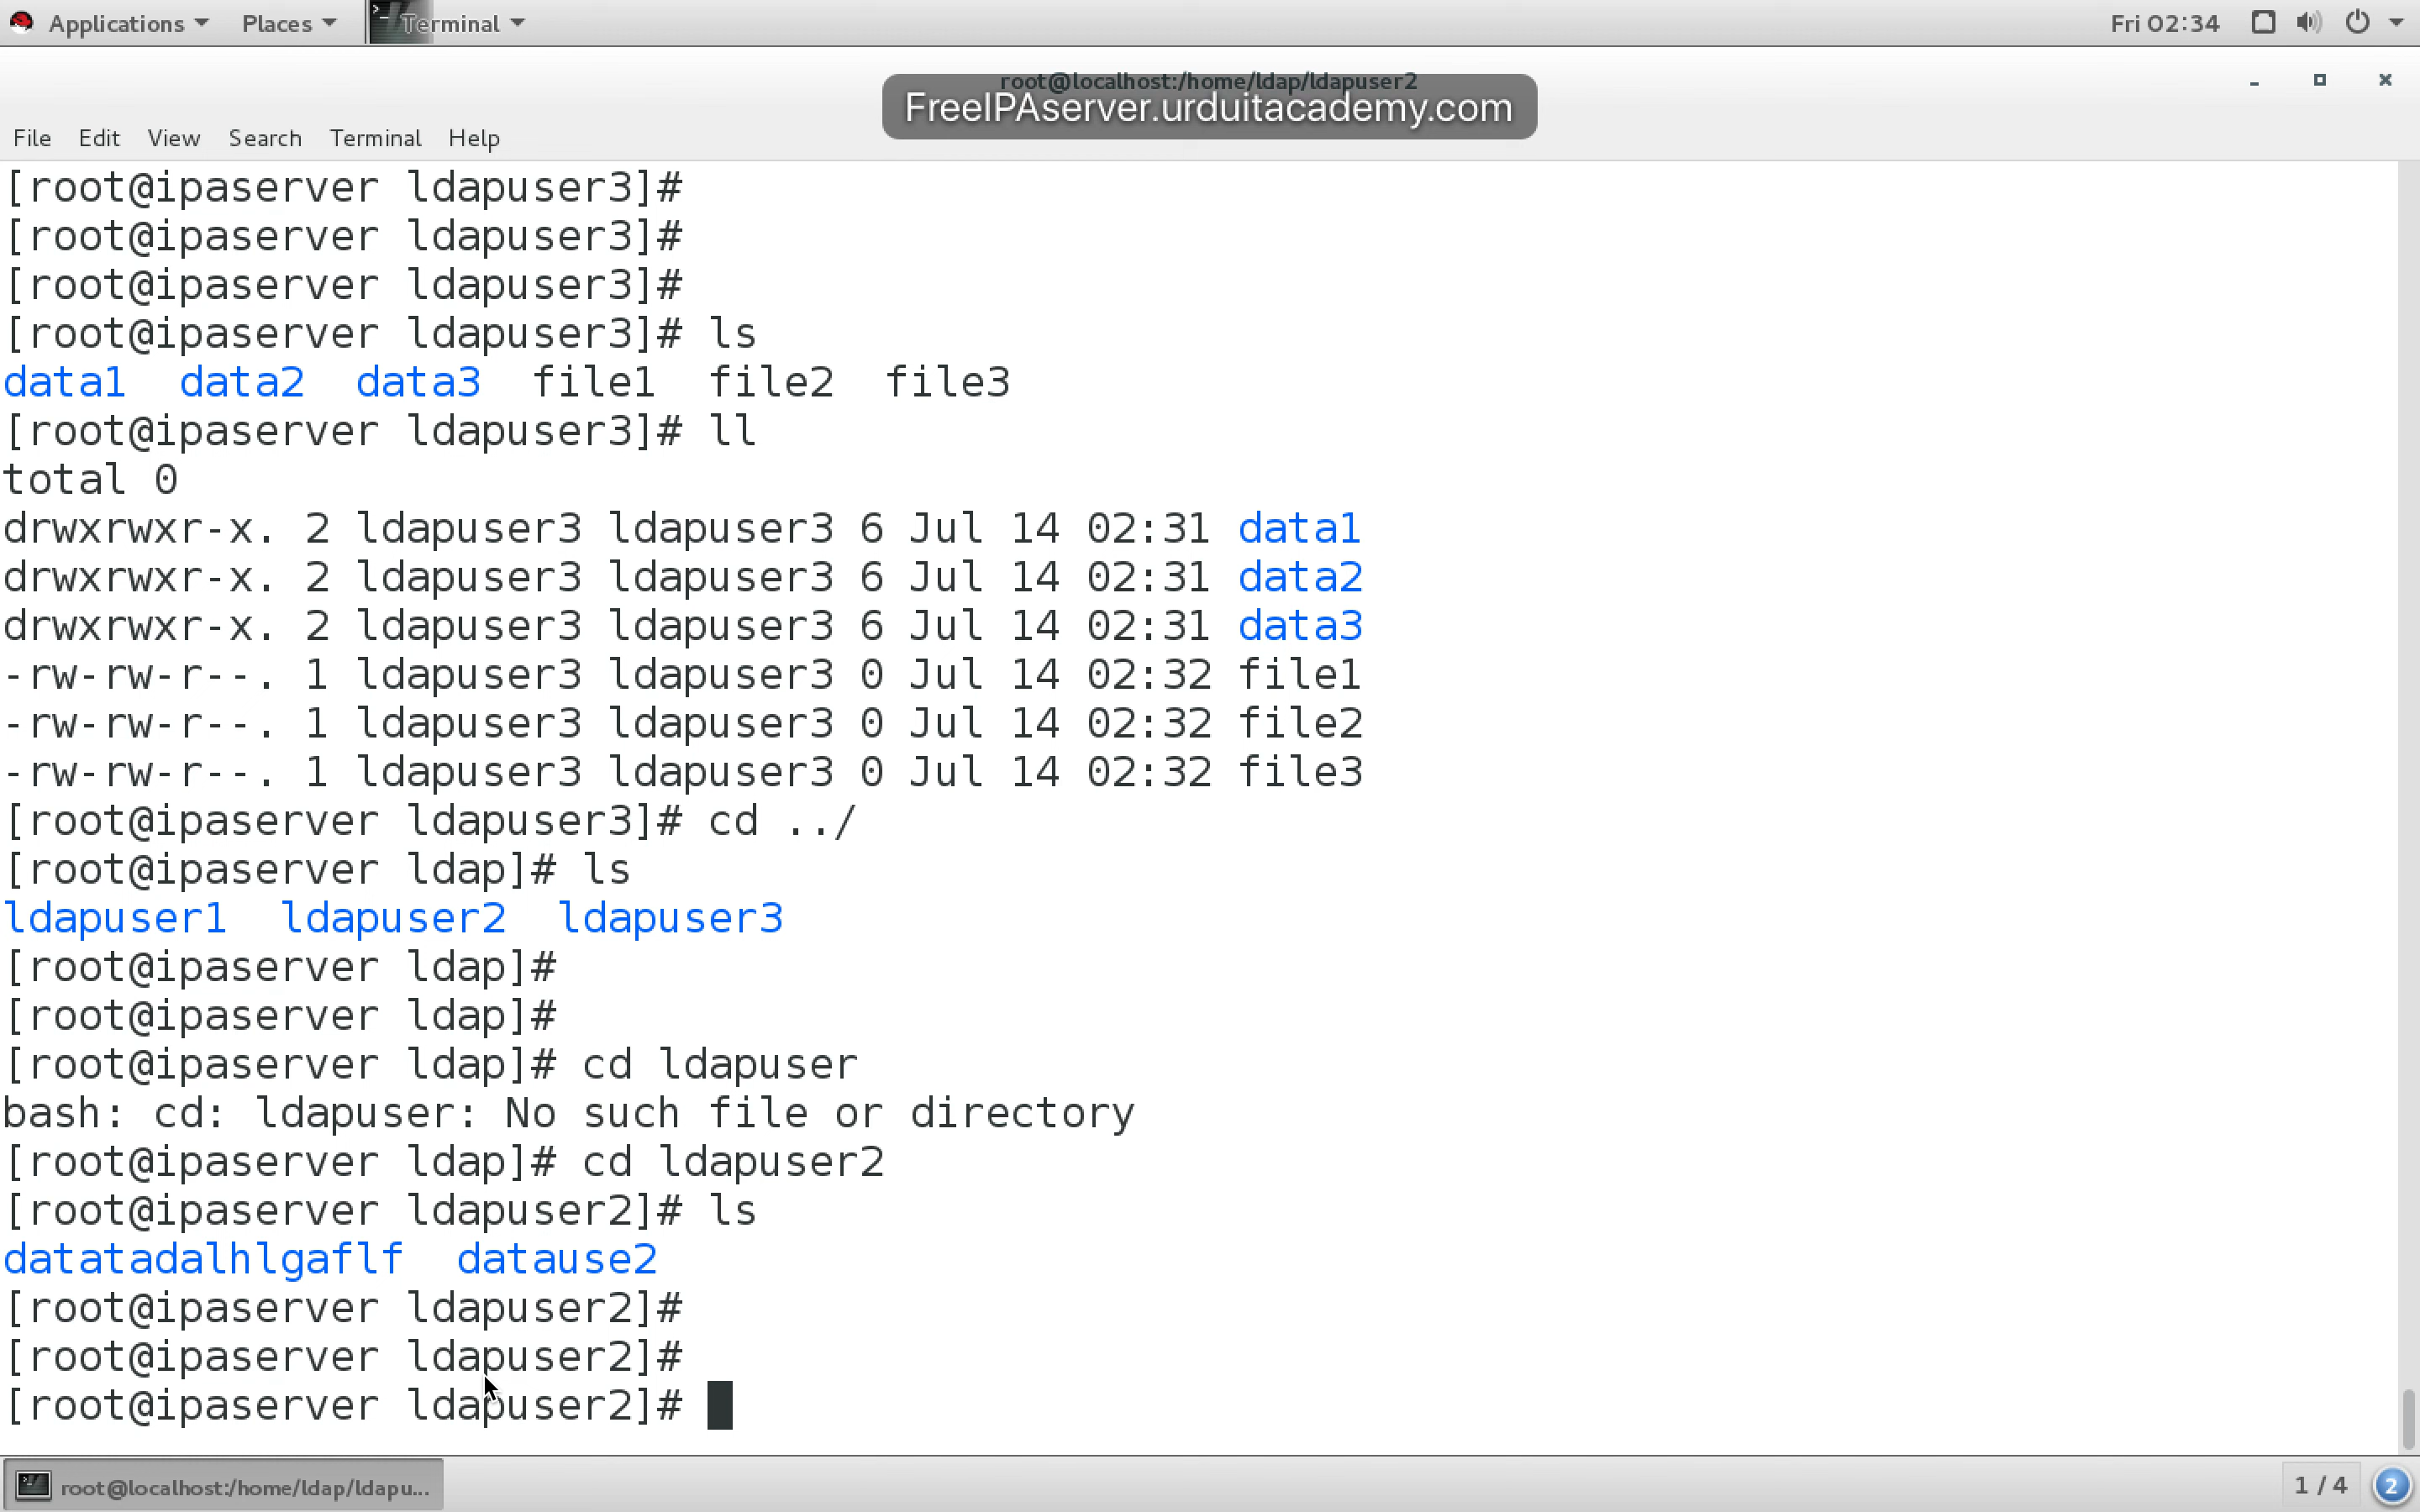 Applications Places Terminal Fri 02:34
root@localhost:/home/ldap/ldapuser2
FreeIPAserver.urduitacademy.com
File Edit View Search Terminal Help
[root@ipaserver ldapuser3]#
[root@ipaserver ldapuser3]#
[root@ipaserver ldapuser3]#
[root@ipaserver ldapuser3]# ls
data1 data2 data3 file1 file2 file3
[root@ipaserver ldapuser3]# ll
total 0
drwxrwxr-x. 2 ldapuser3 ldapuser3 6 Jul 14 02:31 data1
drwxrwxr-x. 2 ldapuser3 ldapuser3 6 Jul 14 02:31 data2
drwxrwxr-x. 2 ldapuser3 ldapuser3 6 Jul 14 02:31 data3
-rw-rw-r--. 1 ldapuser3 ldapuser3 0 Jul 14 02:32 file1
-rw-rw-r--. 1 ldapuser3 ldapuser3 0 Jul 14 02:32 file2
-rw-rw-r--. 1 ldapuser3 ldapuser3 0 Jul 14 02:32 file3
[root@ipaserver ldapuser3]# cd ../
[root@ipaserver ldap]# ls
ldapuser1 ldapuser2 ldapuser3
[root@ipaserver ldap]#
[root@ipaserver ldap]#
[root@ipaserver ldap]# cd ldapuser
bash: cd: ldapuser: No such file or directory
[root@ipaserver ldap]# cd ldapuser2
[root@ipaserver ldapuser2]# ls
datatadalhlgaflf datause2
[root@ipaserver ldapuser2]#
[root@ipaserver ldapuser2]#
[root@ipaserver ldapuser2]#
root@localhost:/home/ldap/ldapu... 1 / 4 2